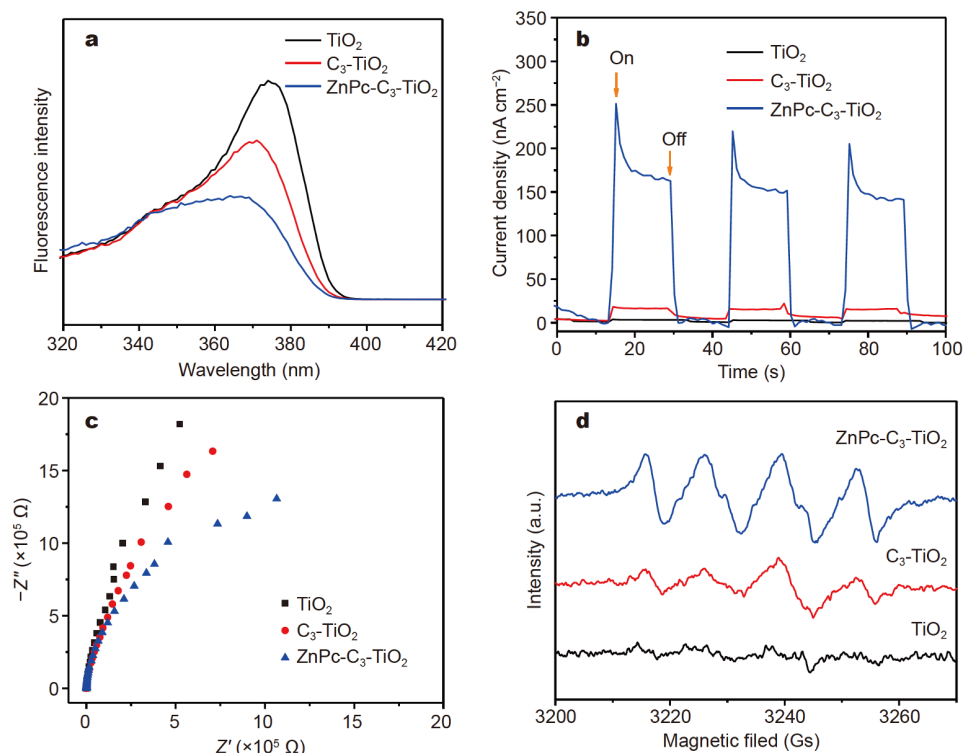 a
TiO₂
C₃-TiO₂
ZnPc-C₃-TiO₂
Fluorescence intensity
320 340 360 380 400 420
Wavelength (nm)
b
TiO₂
C₃-TiO₂
ZnPc-C₃-TiO₂
On
Off
Current density (nA cm⁻²)
350
300
250
200
150
100
50
0
0 20 40 60 80 100
Time (s)
c
−Z″ (×10⁵ Ω)
20
15
10
5
0
TiO₂
C₃-TiO₂
ZnPc-C₃-TiO₂
0 5 10 15 20
Z′ (×10⁵ Ω)
d
ZnPc-C₃-TiO₂
C₃-TiO₂
TiO₂
Intensity (a.u.)
3200 3220 3240 3260
Magnetic filed (Gs)